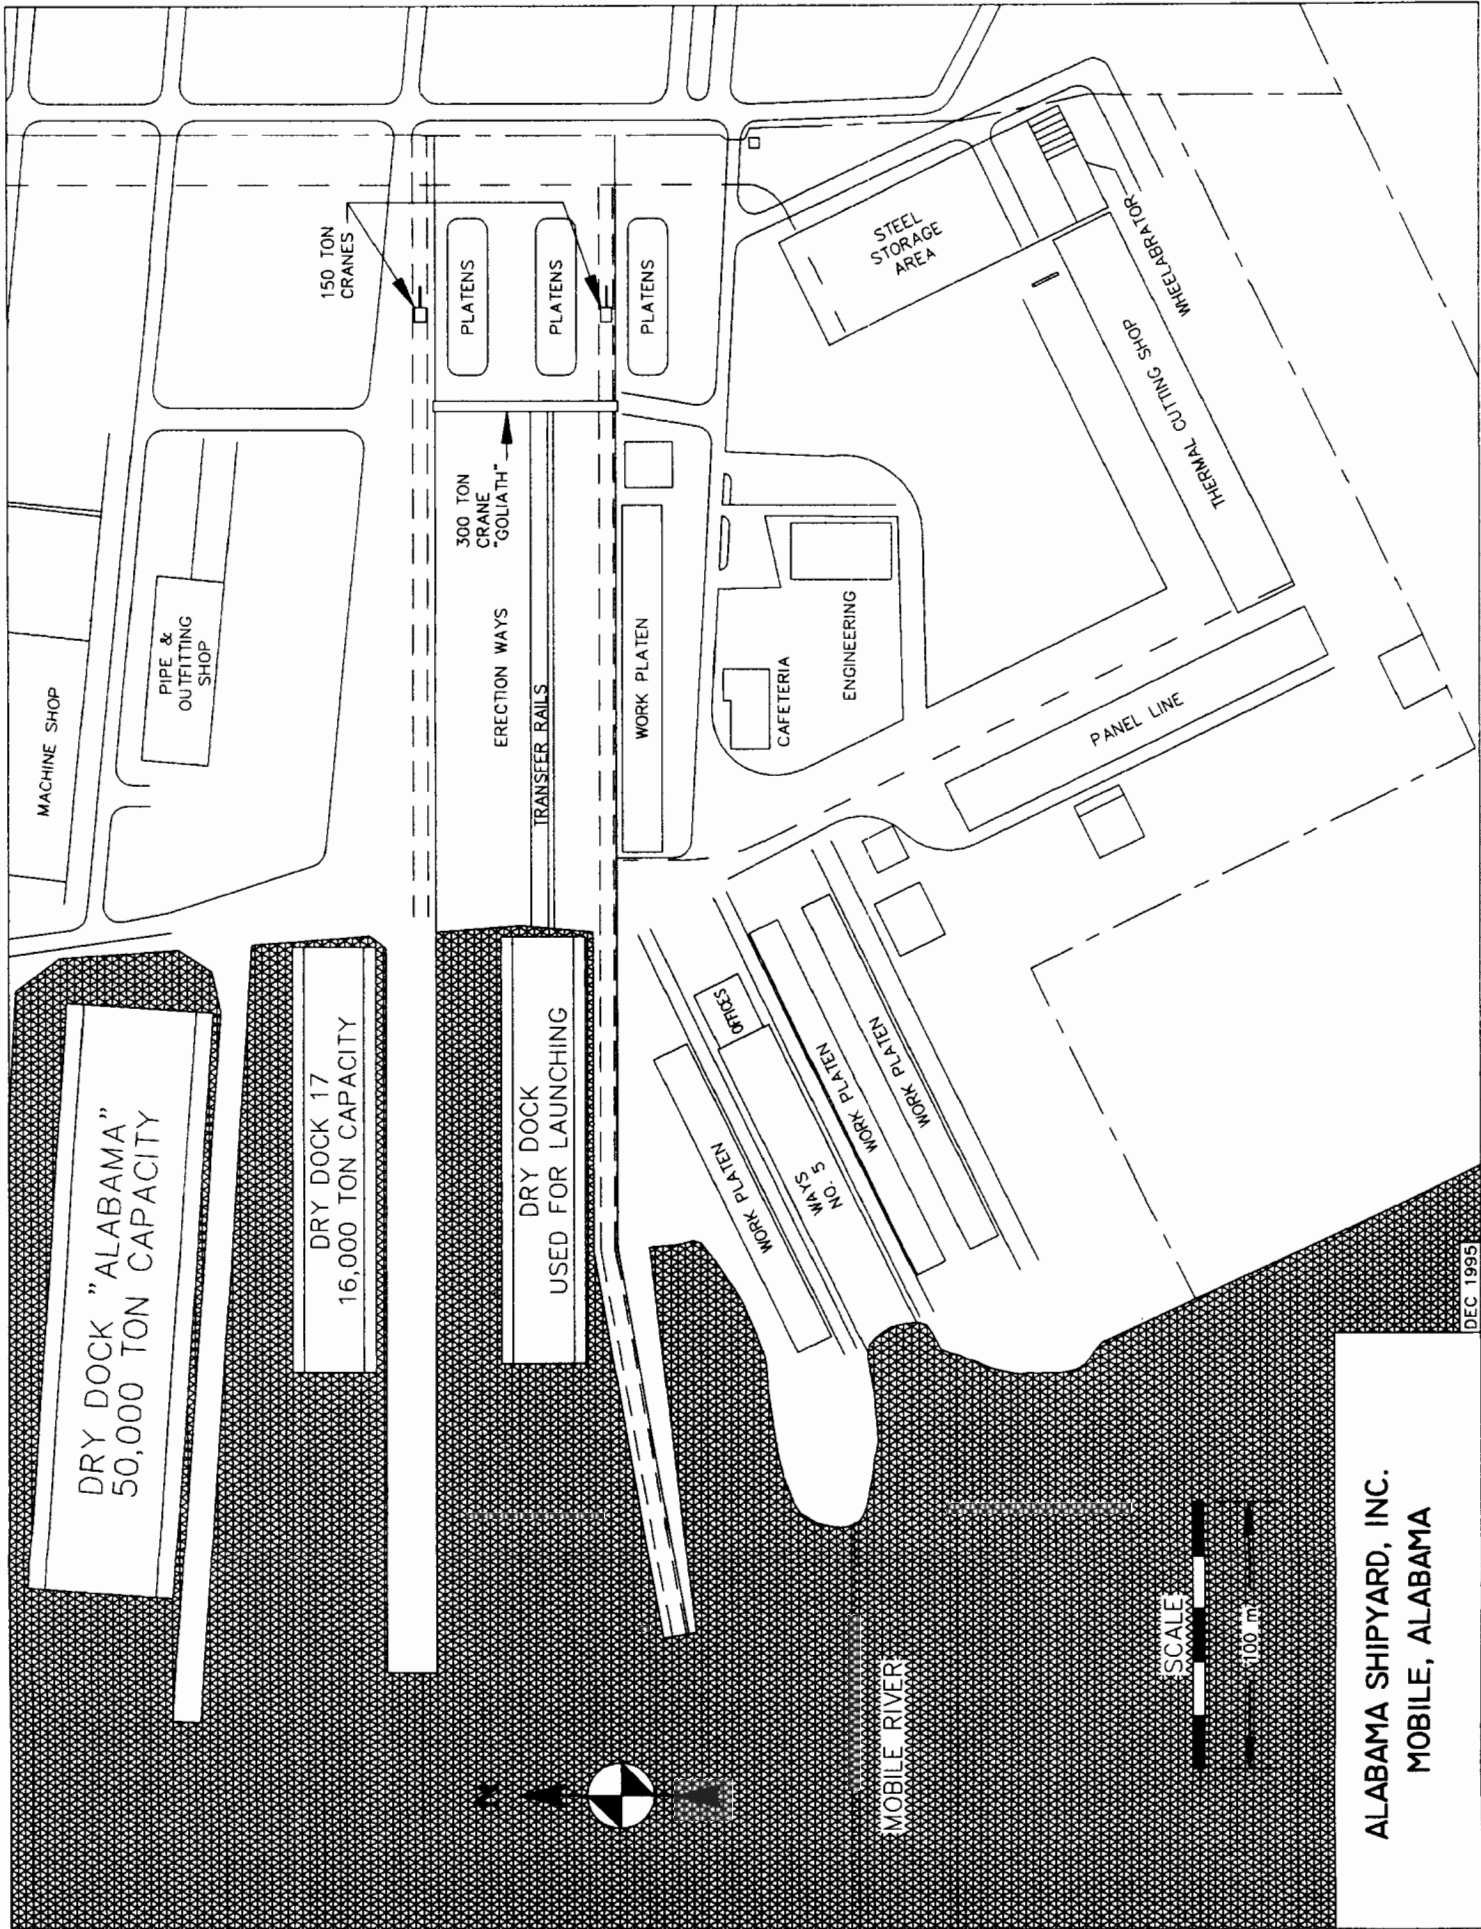 MACHINE SHOP
PIPE &
OUTFITTING
SHOP
150 TON
CRANES
PLATENS
PLATENS
PLATENS
300 TON
CRANE
"GOLIATH"
ERECTION WAYS
TRANSFER RAILS
WORK PLATEN
CAFETERIA
ENGINEERING
STEEL
STORAGE
AREA
WHEELABRATOR
THERMAL CUTTING SHOP
PANEL LINE
DRY DOCK "ALABAMA"
50,000 TON CAPACITY
DRY DOCK 17
16,000 TON CAPACITY
DRY DOCK
USED FOR LAUNCHING
OFFICES
WORK PLATEN
WAYS
NO. 5
WORK PLATEN
WORK PLATEN
N
MOBILE RIVER
SCALE
100 m
DEC 1995
ALABAMA SHIPYARD, INC.
MOBILE, ALABAMA